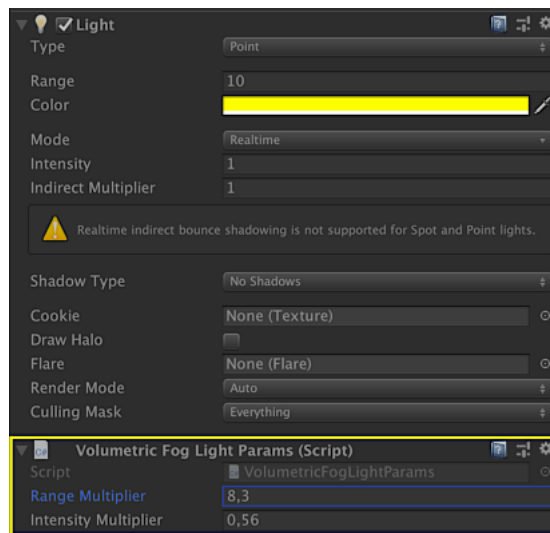 Light
Type Point
Range 10
Color
Mode Realtime
Intensity 1
Indirect Multiplier 1
Realtime indirect bounce shadowing is not supported for Spot and Point lights.
Shadow Type No Shadows
Cookie None (Texture)
Draw Halo
Flare None (Flare)
Render Mode Auto
Culling Mask Everything
C# Volumetric Fog Light Params (Script)
Script VolumetricFogLightParams
Range Multiplier 8,3
Intensity Multiplier 0,56